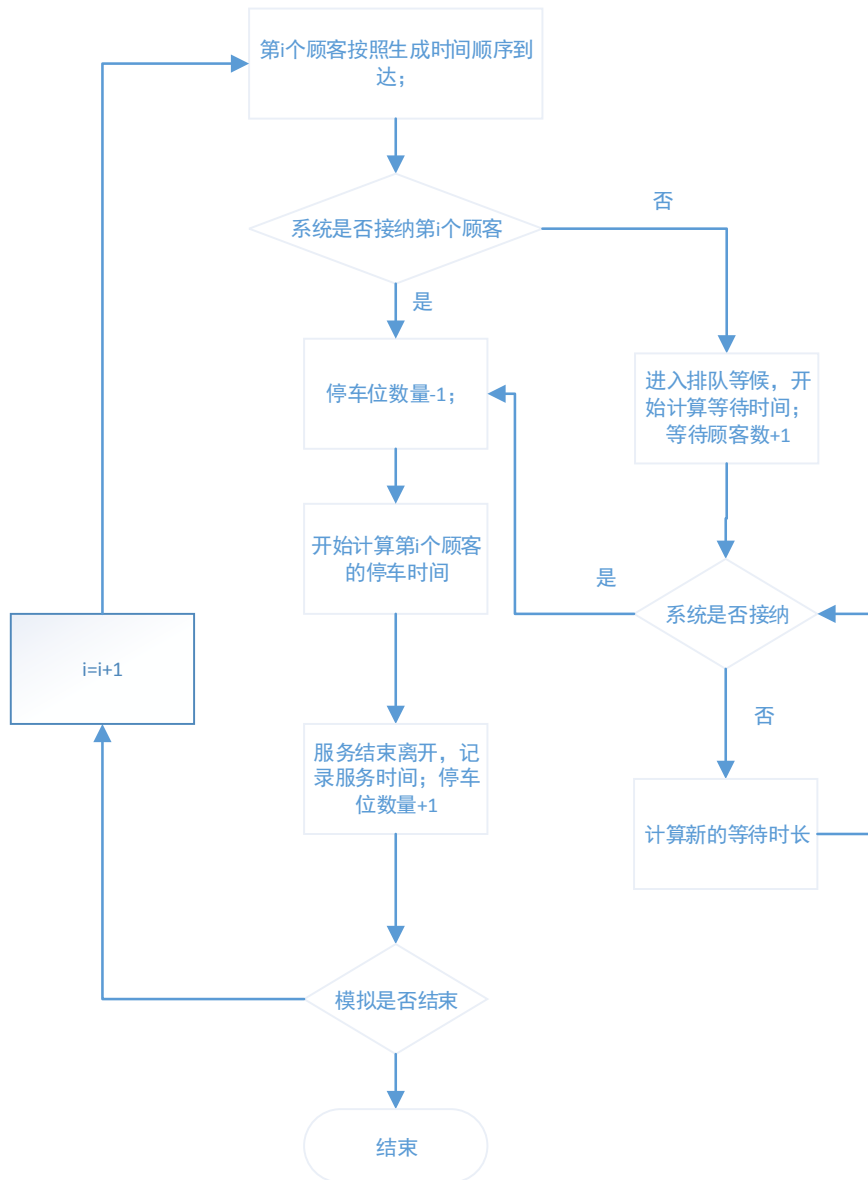 第i个顾客按照生成时间顺序到
达；
系统是否接纳第i个顾客
否
是
停车位数量-1；
进入排队等候，开
始计算等待时间；
等待顾客数+1
开始计算第i个顾客
的停车时间
是
系统是否接纳
i=i+1
否
服务结束离开，记
录服务时间；停车
位数量+1
计算新的等待时长
模拟是否结束
结束